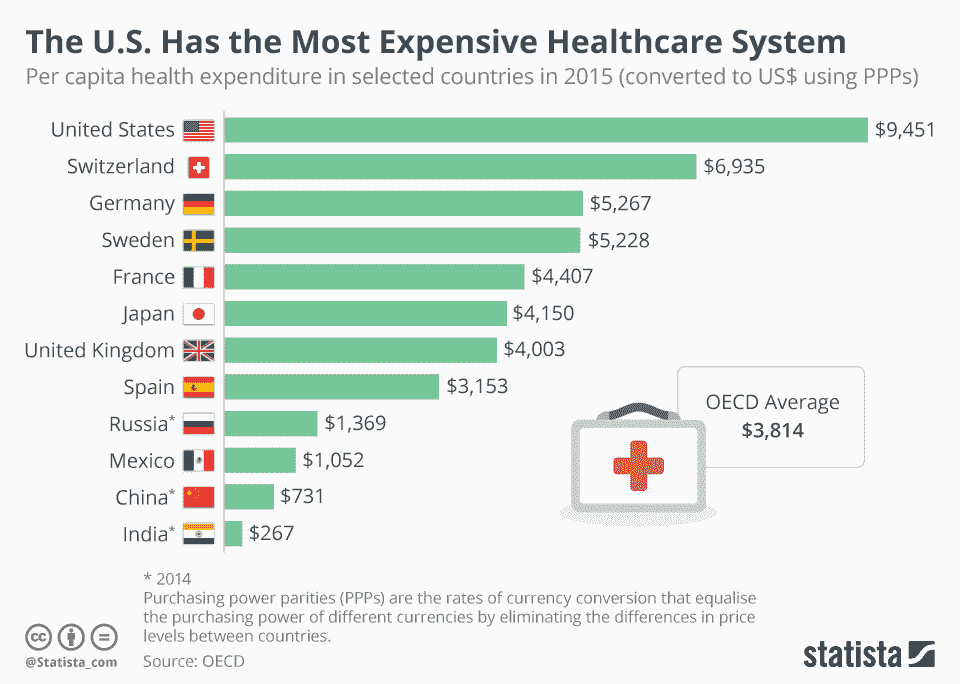 The U.S. Has the Most Expensive Healthcare System
Per capita health expenditure in selected countries in 2015 (converted to US$ using PPPs)
United States $9,451
Switzerland $6,935
Germany $5,267
Sweden $5,228
France $4,407
Japan $4,150
United Kingdom $4,003
Spain $3,153
Russia* $1,369
Mexico $1,052
China* $731
India* $267
OECD Average
$3,814
* 2014
Purchasing power parities (PPPs) are the rates of currency conversion that equalise
the purchasing power of different currencies by eliminating the differences in price
levels between countries.
Source: OECD
cc
@Statista_com
statista